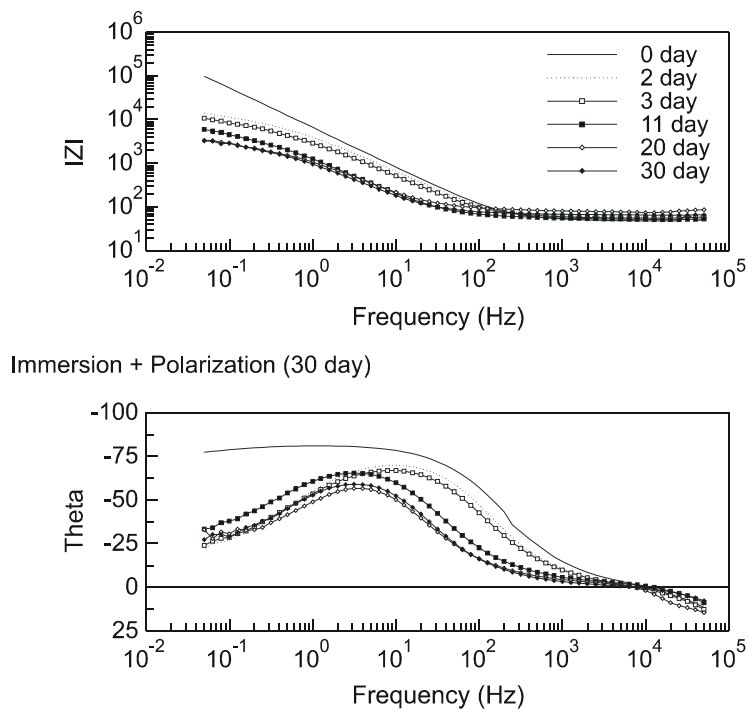 10^6
10^5
10^4
10^3
10^2
10^1
IZI
0 day
2 day
3 day
11 day
20 day
30 day
10^-2 10^-1 10^0 10^1 10^2 10^3 10^4 10^5
Frequency (Hz)
Immersion + Polarization (30 day)
-100
-75
-50
-25
0
25
Theta
10^-2 10^-1 10^0 10^1 10^2 10^3 10^4 10^5
Frequency (Hz)